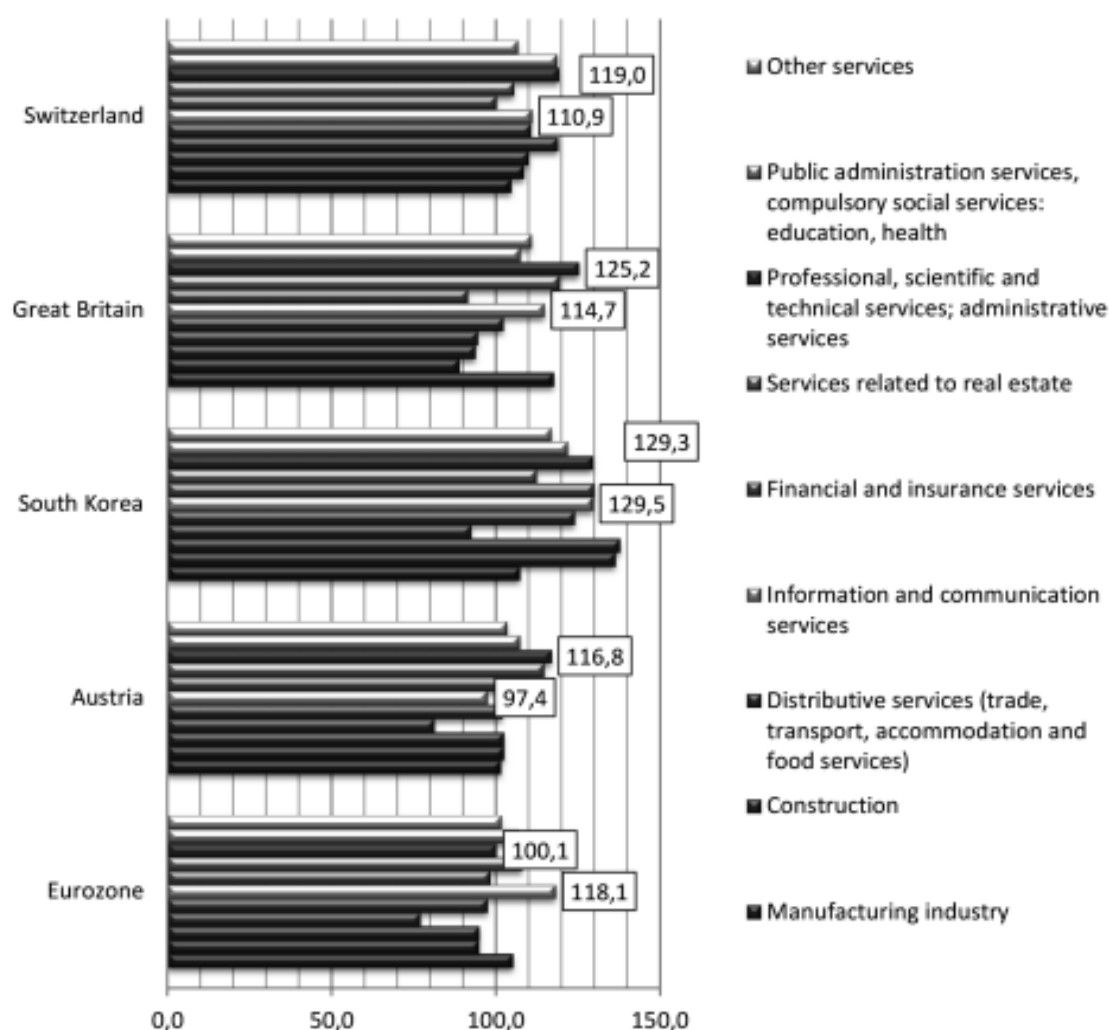 Switzerland
119,0
110,9
Great Britain
125,2
114,7
South Korea
129,3
129,5
Austria
116,8
97,4
Eurozone
100,1
118,1
0,0 50,0 100,0 150,0
Other services
Public administration services,
compulsory social services:
education, health
Professional, scientific and
technical services; administrative
services
Services related to real estate
Financial and insurance services
Information and communication
services
Distributive services (trade,
transport, accommodation and
food services)
Construction
Manufacturing industry